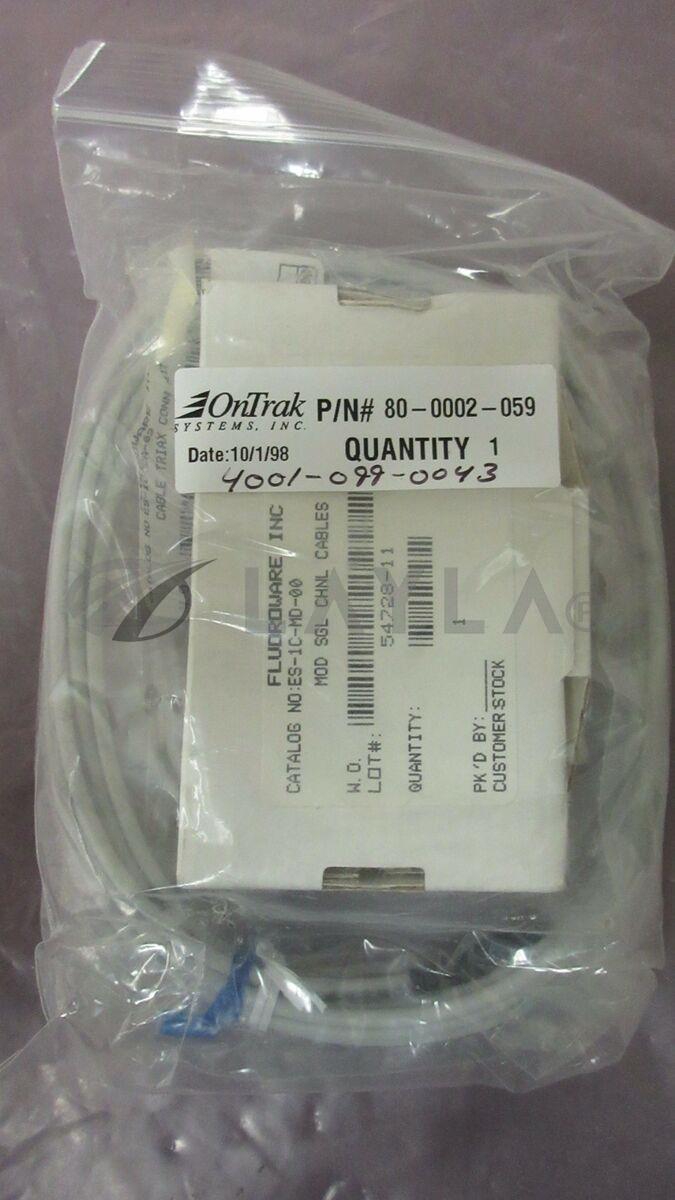 OnTrak P/N# 80-0002-059
SYSTEMS, INC.
Date:10/1/98 QUANTITY 1
4001-099-0043
FLUOROWARE INC
CATALOG NO:ES-1C-MD-00
MOD SGL CHNL CABLES
W.O.
LOT#: 54728-11
QUANTITY: 1
PK'D BY:
CUSTOMER:STOCK
CABLE TRIAX CONN
LAYLA®